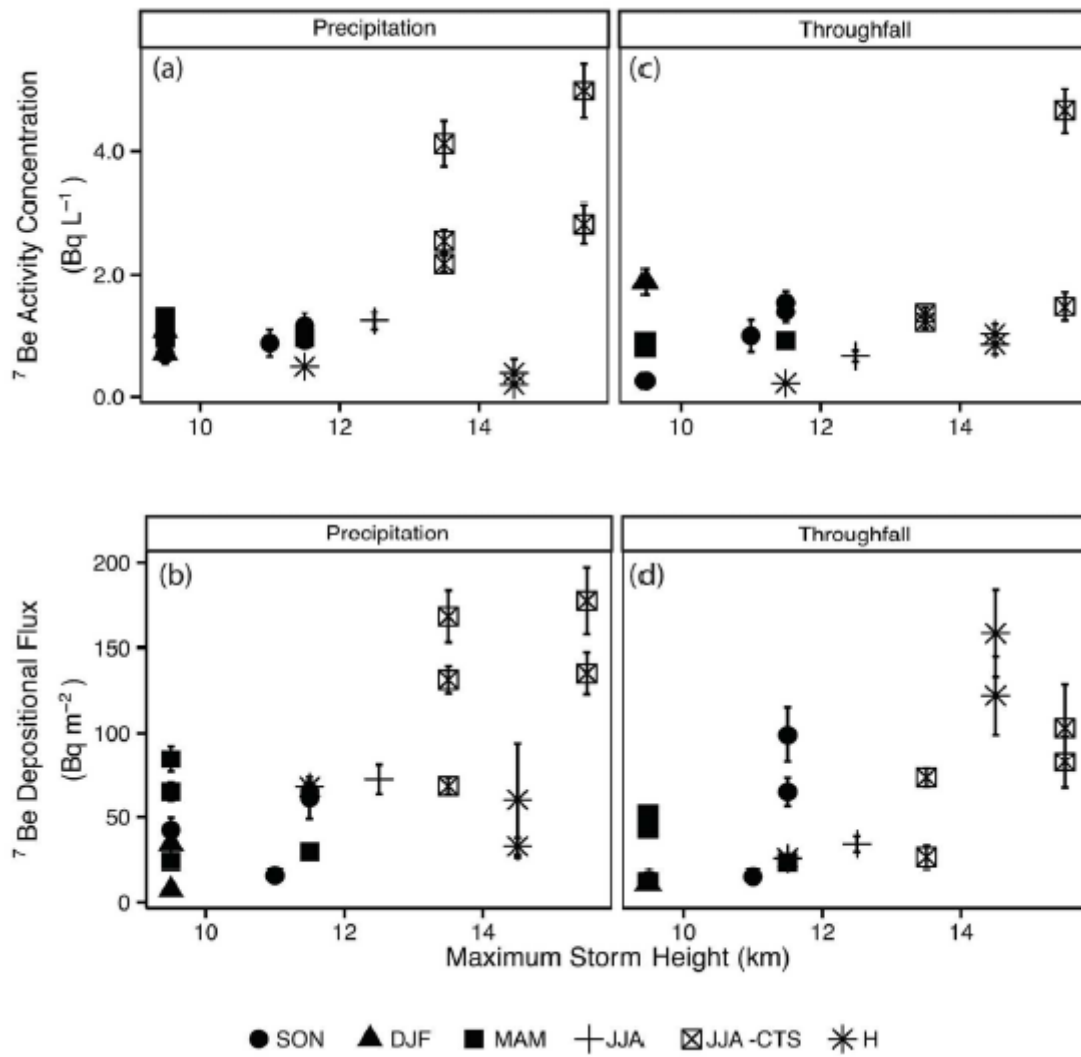 Precipitation
Throughfall
(a)
(c)
⁷Be Activity Concentration
(Bq L⁻¹)
4.0
2.0
0.0
10
12
14
10
12
14
Precipitation
Throughfall
(b)
(d)
⁷Be Depositional Flux
(Bq m⁻²)
200
150
100
50
0
10
12
14
10
12
14
Maximum Storm Height (km)
SON DJF MAM JJA JJA -CTS H